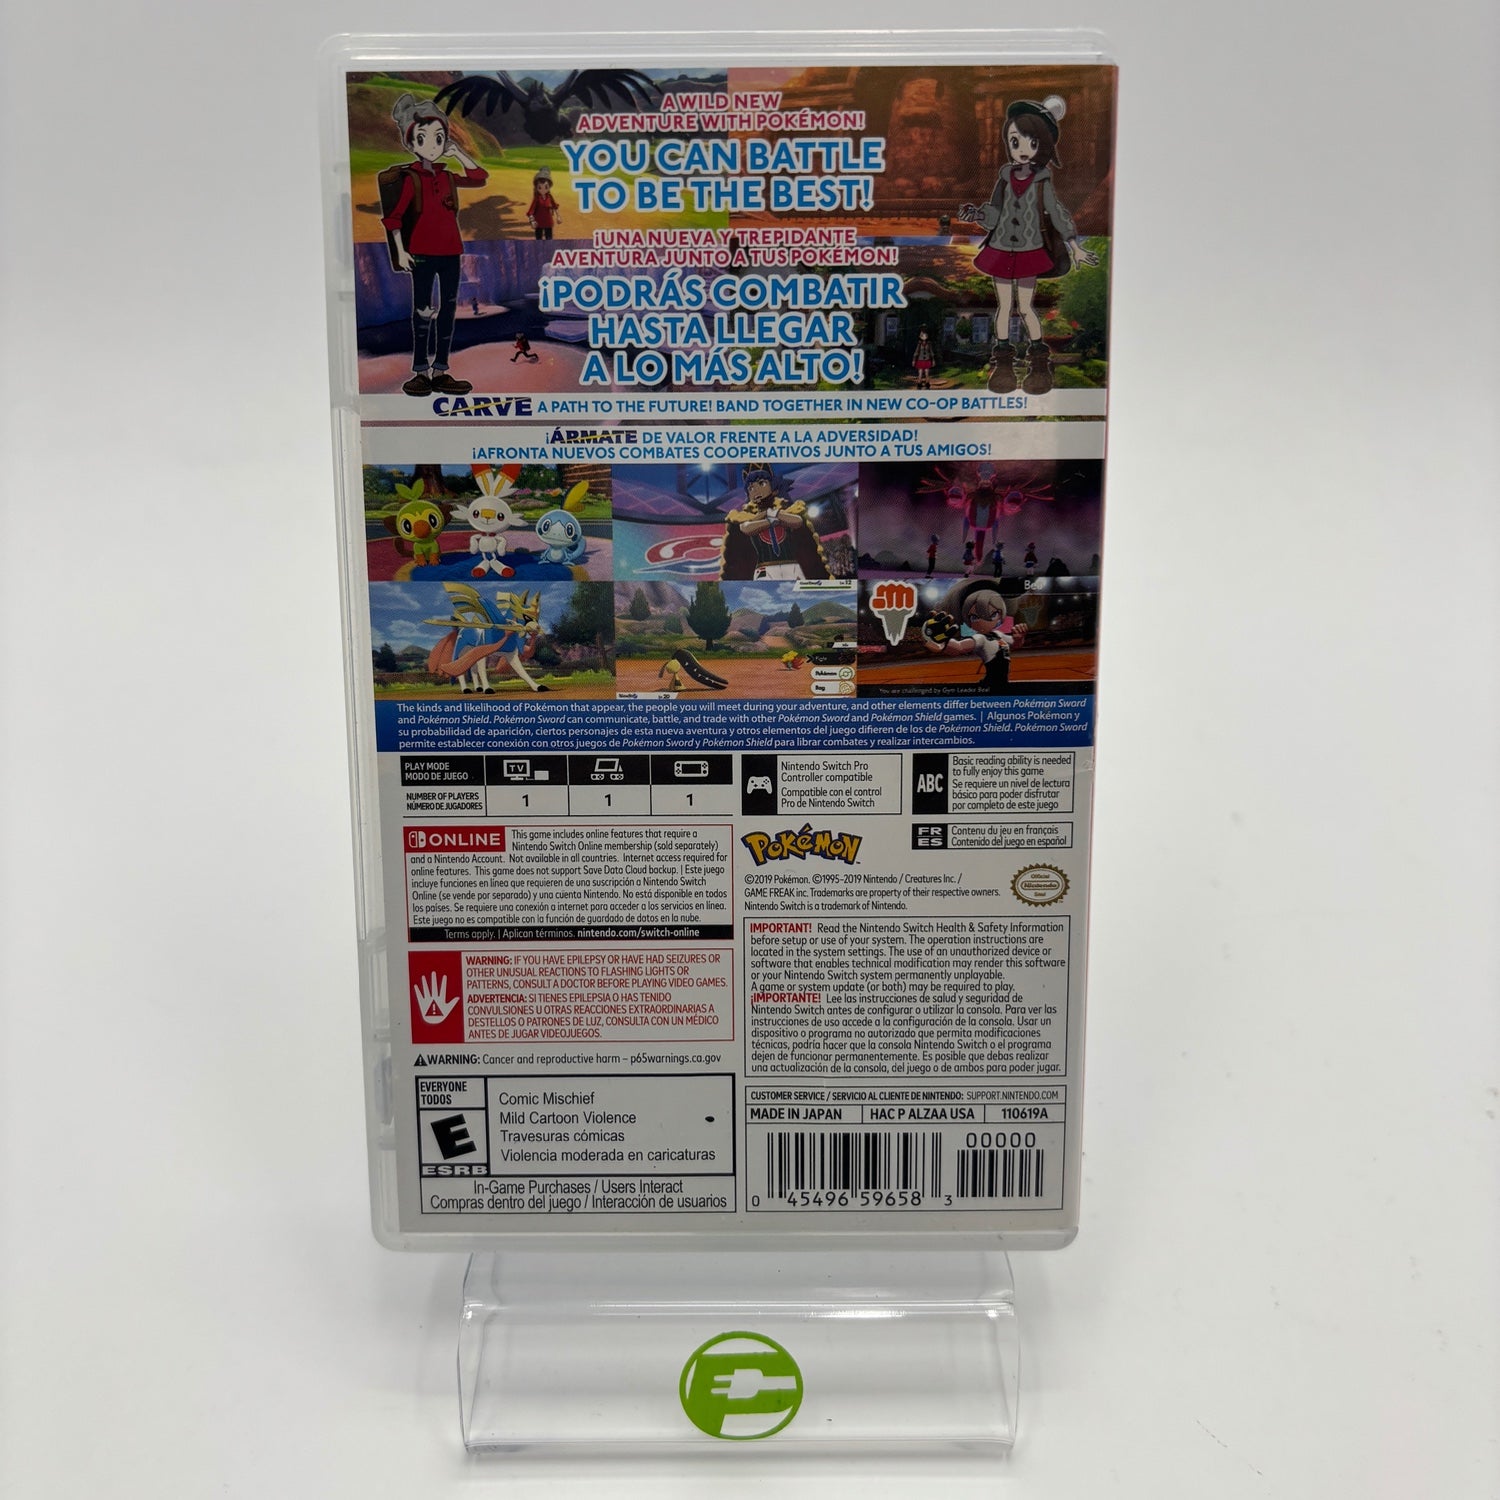 A WILD NEW
ADVENTURE WITH POKÉMON!
YOU CAN BATTLE
TO BE THE BEST!
¡UNA NUEVA Y TREPIDANTE
AVENTURA JUNTO A TUS POKÉMON!
¡PODRÁS COMBATIR
HASTA LLEGAR
A LO MÁS ALTO!
CARVE A PATH TO THE FUTURE! BAND TOGETHER IN NEW CO-OP BATTLES!
¡ÁRMATE DE VALOR FRENTE A LA ADVERSIDAD!
¡AFRONTA NUEVOS COMBATES COOPERATIVOS JUNTO A TUS AMIGOS!
Lv.12
Fight
Pokémon
Bag
Lv.20
Bea
You are challenged by Gym Leader Bea!
The kinds and likelihood of Pokémon that appear, the people you will meet during your adventure, and other elements differ between Pokémon Sword
and Pokémon Shield. Pokémon Sword can communicate, battle, and trade with other Pokémon Sword and Pokémon Shield games. | Algunos Pokémon y
su probabilidad de aparición, ciertos personajes de esta nueva aventura y otros elementos del juego difieren de los de Pokémon Shield. Pokémon Sword
permite establecer conexión con otros juegos de Pokémon Sword y Pokémon Shield para librar combates y realizar intercambios.
PLAY MODE
MODO DE JUEGO
TV
NUMBER OF PLAYERS
NÚMERO DE JUGADORES
1
1
1
Nintendo Switch Pro
Controller compatible
Compatible con el control
Pro de Nintendo Switch
ABC
Basic reading ability is needed
to fully enjoy this game
Se requiere un nivel de lectura
básico para poder disfrutar
por completo de este juego
ONLINE
This game includes online features that require a
Nintendo Switch Online membership (sold separately)
and a Nintendo Account. Not available in all countries. Internet access required for
online features. This game does not support Save Data Cloud backup. | Este juego
incluye funciones en línea que requieren de una suscripción a Nintendo Switch
Online (se vende por separado) y una cuenta Nintendo. No está disponible en todos
los países. Se requiere una conexión a internet para acceder a los servicios en línea.
Este juego no es compatible con la función de guardado de datos en la nube.
Terms apply. | Aplican términos. nintendo.com/switch-online
Pokémon
FR
ES
Contenu du jeu en français
Contenido del juego en español
©2019 Pokémon. ©1995-2019 Nintendo / Creatures Inc. /
GAME FREAK inc. Trademarks are property of their respective owners.
Nintendo Switch is a trademark of Nintendo.
Official
Nintendo
Seal
WARNING: IF YOU HAVE EPILEPSY OR HAVE HAD SEIZURES OR
OTHER UNUSUAL REACTIONS TO FLASHING LIGHTS OR
PATTERNS, CONSULT A DOCTOR BEFORE PLAYING VIDEO GAMES.
ADVERTENCIA: SI TIENES EPILEPSIA O HAS TENIDO
CONVULSIONES U OTRAS REACCIONES EXTRAORDINARIAS A
DESTELLOS O PATRONES DE LUZ, CONSULTA CON UN MÉDICO
ANTES DE JUGAR VIDEOJUEGOS.
WARNING: Cancer and reproductive harm – p65warnings.ca.gov
IMPORTANT! Read the Nintendo Switch Health & Safety Information
before setup or use of your system. The operation instructions are
located in the system settings. The use of an unauthorized device or
software that enables technical modification may render this software
or your Nintendo Switch system permanently unplayable.
A game or system update (or both) may be required to play.
¡IMPORTANTE! Lee las instrucciones de salud y seguridad de
Nintendo Switch antes de configurar o utilizar la consola. Para ver las
instrucciones de uso accede a la configuración de la consola. Usar un
dispositivo o programa no autorizado que permita modificaciones
técnicas, podría hacer que la consola Nintendo Switch o el programa
dejen de funcionar permanentemente. Es posible que debas realizar
una actualización de la consola, del juego o de ambos para poder jugar.
EVERYONE
TODOS
E
ESRB
Comic Mischief
Mild Cartoon Violence
Travesuras cómicas
Violencia moderada en caricaturas
In-Game Purchases / Users Interact
Compras dentro del juego / Interacción de usuarios
CUSTOMER SERVICE / SERVICIO AL CLIENTE DE NINTENDO: SUPPORT.NINTENDO.COM
MADE IN JAPAN
HAC P ALZAA USA
110619A
00000
0 45496 59658 3